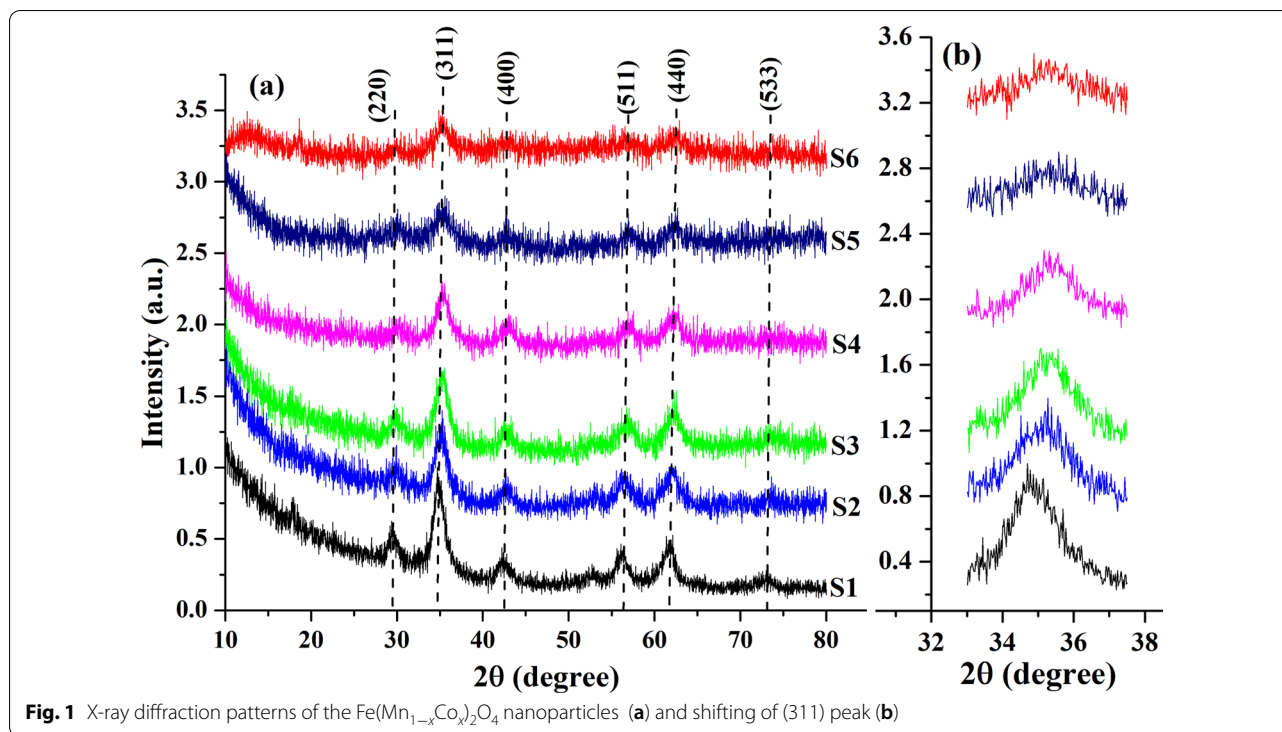 (a)
(220)
(311)
(400)
(511)
(440)
(533)
3.5
3.0
2.5
2.0
1.5
1.0
0.5
0.0
Intensity (a.u.)
S6
S5
S4
S3
S2
S1
10 20 30 40 50 60 70 80
2θ (degree)
(b)
3.6
3.2
2.8
2.4
2.0
1.6
1.2
0.8
0.4
32 34 36 38
2θ (degree)
Fig. 1 X-ray diffraction patterns of the Fe(Mn₁₋ₓCoₓ)₂O₄ nanoparticles (a) and shifting of (311) peak (b)